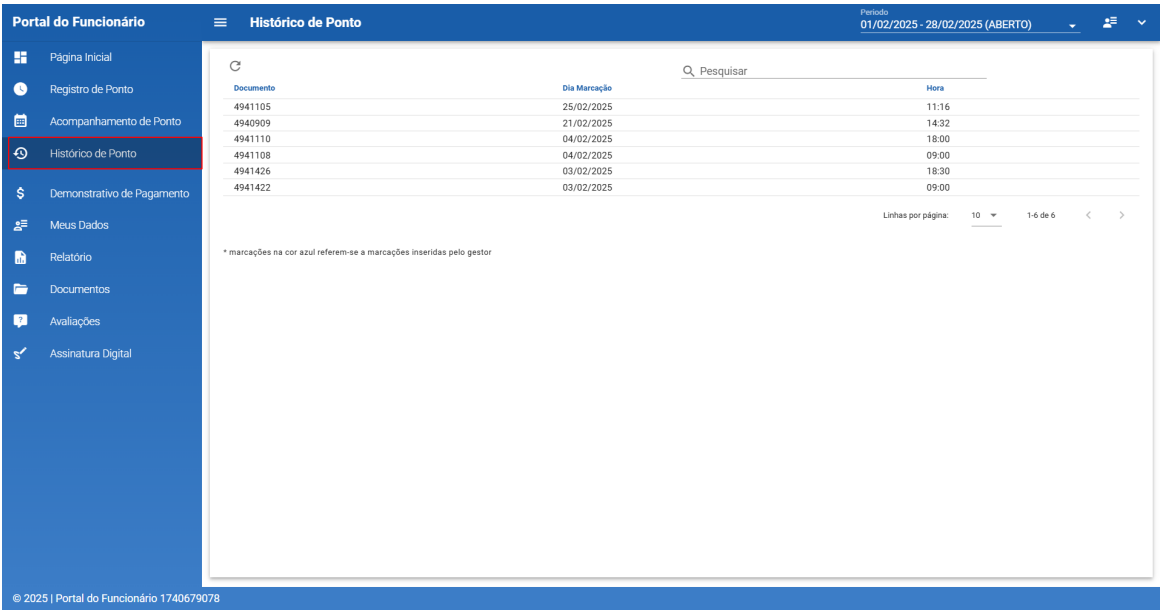 Portal do Funcionário
Histórico de Ponto
Período
01/02/2025 - 28/02/2025 (ABERTO)
Página Inicial
Registro de Ponto
Acompanhamento de Ponto
Histórico de Ponto
Demonstrativo de Pagamento
Meus Dados
Relatório
Documentos
Avaliações
Assinatura Digital
Pesquisar
Documento Dia Marcação Hora
4941105 25/02/2025 11:16
4940909 21/02/2025 14:32
4941110 04/02/2025 18:00
4941108 04/02/2025 09:00
4941426 03/02/2025 18:30
4941422 03/02/2025 09:00
Linhas por página: 10 1-6 de 6
* marcações na cor azul referem-se a marcações inseridas pelo gestor
© 2025 | Portal do Funcionário 1740679078